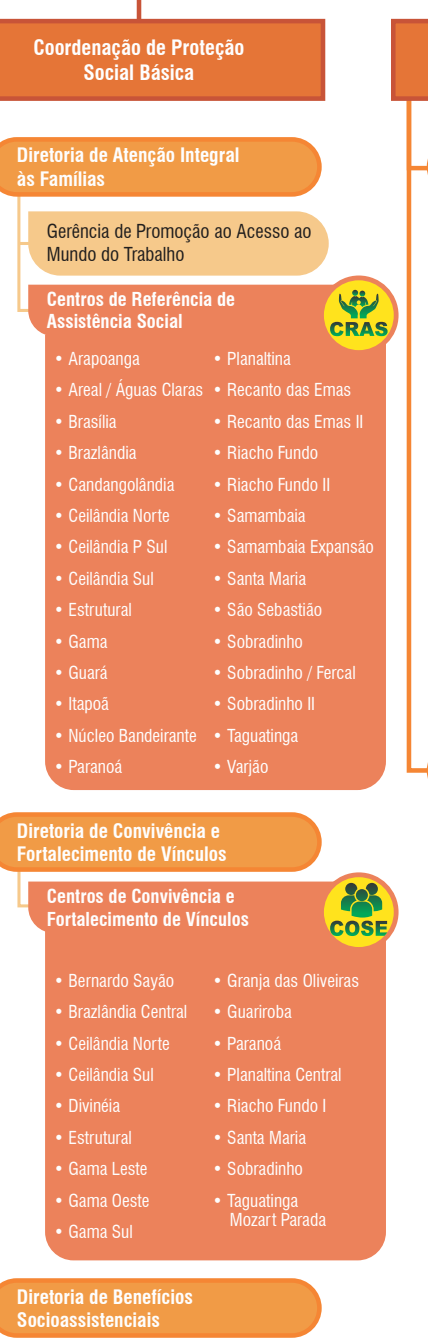 Coordenação de Proteção
Social Básica
Diretoria de Atenção Integral
às Famílias
Gerência de Promoção ao Acesso ao
Mundo do Trabalho
Centros de Referência de
Assistência Social
CRAS
• Arapoanga
• Areal / Águas Claras
• Brasília
• Brazlândia
• Candangolândia
• Ceilândia Norte
• Ceilândia P Sul
• Ceilândia Sul
• Estrutural
• Gama
• Guará
• Itapoã
• Núcleo Bandeirante
• Paranoá
• Planaltina
• Recanto das Emas
• Recanto das Emas II
• Riacho Fundo
• Riacho Fundo II
• Samambaia
• Samambaia Expansão
• Santa Maria
• São Sebastião
• Sobradinho
• Sobradinho / Fercal
• Sobradinho II
• Taguatinga
• Varjão
Diretoria de Convivência e
Fortalecimento de Vínculos
Centros de Convivência e
Fortalecimento de Vínculos
COSE
• Bernardo Sayão
• Brazlândia Central
• Ceilândia Norte
• Ceilândia Sul
• Divinéia
• Estrutural
• Gama Leste
• Gama Oeste
• Gama Sul
• Granja das Oliveiras
• Guariroba
• Paranoá
• Planaltina Central
• Riacho Fundo I
• Santa Maria
• Sobradinho
• Taguatinga
Mozart Parada
Diretoria de Benefícios
Socioassistenciais